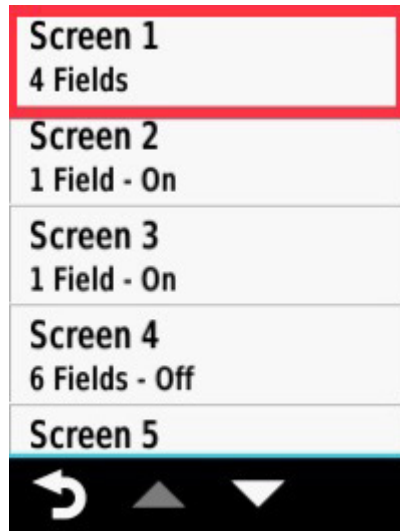 Screen 1
4 Fields
Screen 2
1 Field - On
Screen 3
1 Field - On
Screen 4
6 Fields - Off
Screen 5